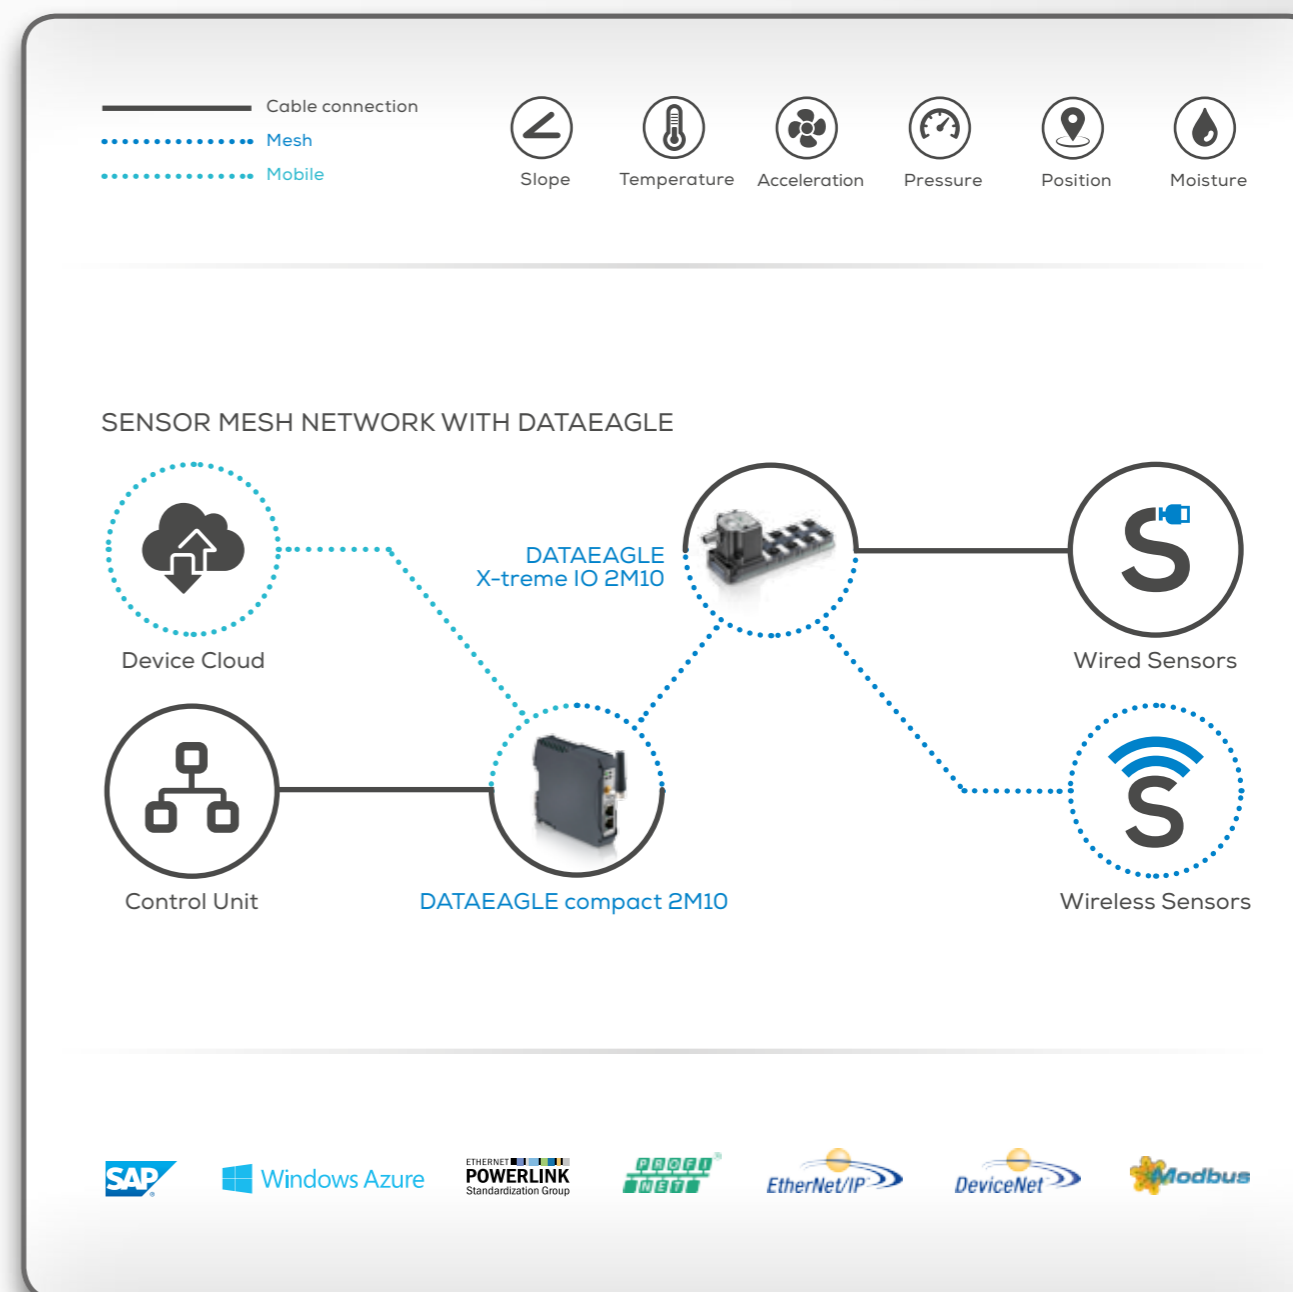 Cable connection
Mesh
Mobile
Slope
Temperature
Acceleration
Pressure
Position
Moisture
SENSOR MESH NETWORK WITH DATAEAGLE
DATAEAGLE
X-treme IO 2M10
S
Device Cloud
Wired Sensors
S
Control Unit
DATAEAGLE compact 2M10
Wireless Sensors
SAP
Windows Azure
ETHERNET
POWERLINK
Standardization Group
PROFI
NET
EtherNet/IP
DeviceNet
Modbus